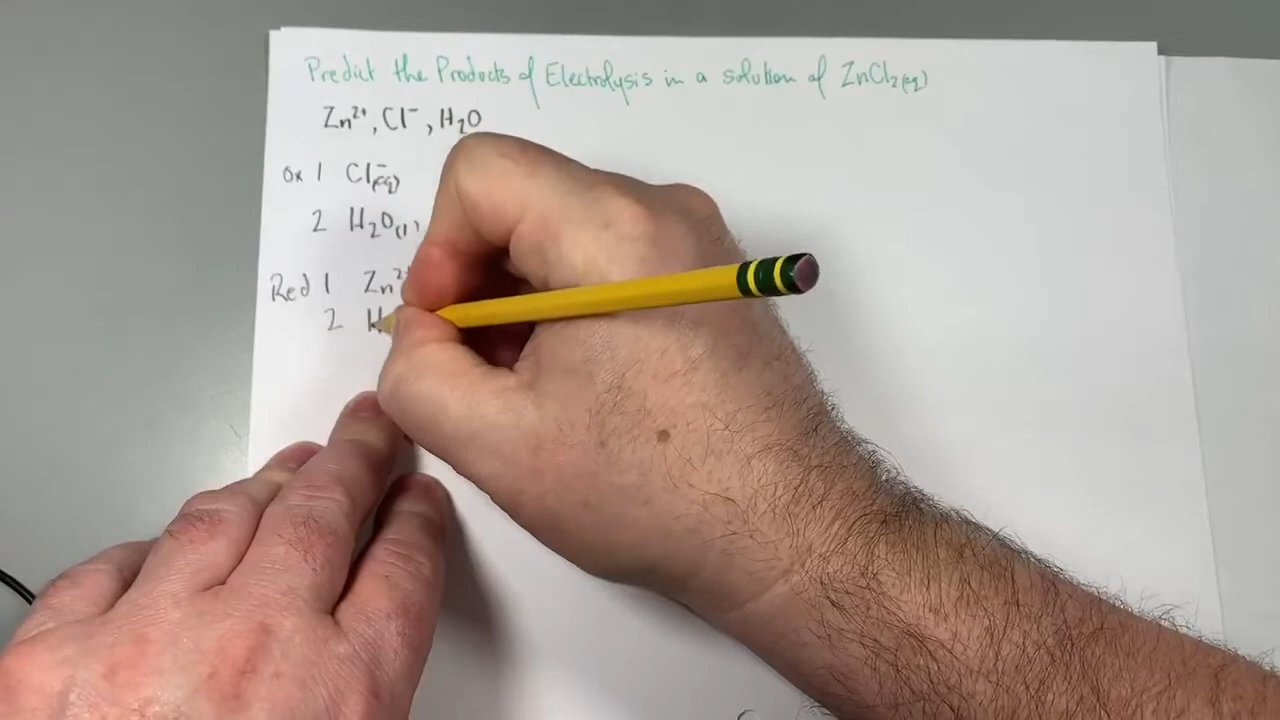 Predict the Products of Electrolysis in a solution of ZnCl₂(aq)
Zn²⁺, Cl⁻, H₂O
Ox 1 Cl⁻(aq)
2 H₂O(l)
Red 1 Zn²⁺
2 H